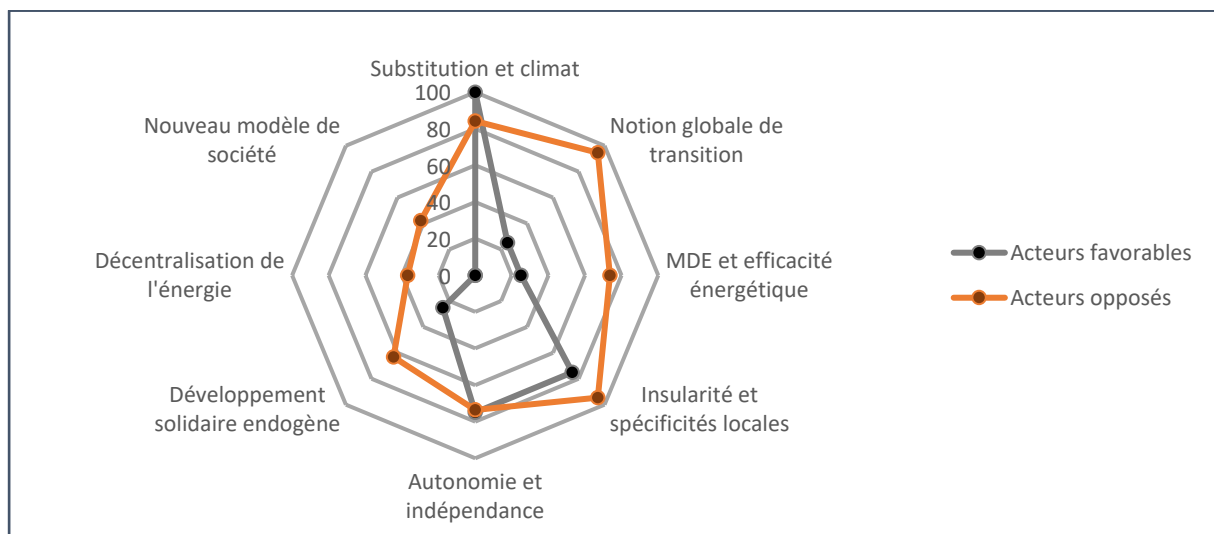 Substitution et climat
100
80
60
40
20
0
Notion globale de
transition
MDE et efficacité
énergétique
Insularité et
spécificités locales
Autonomie et
indépendance
Développement
solidaire endogène
Décentralisation de
l'énergie
Nouveau modèle de
société
Acteurs favorables
Acteurs opposés